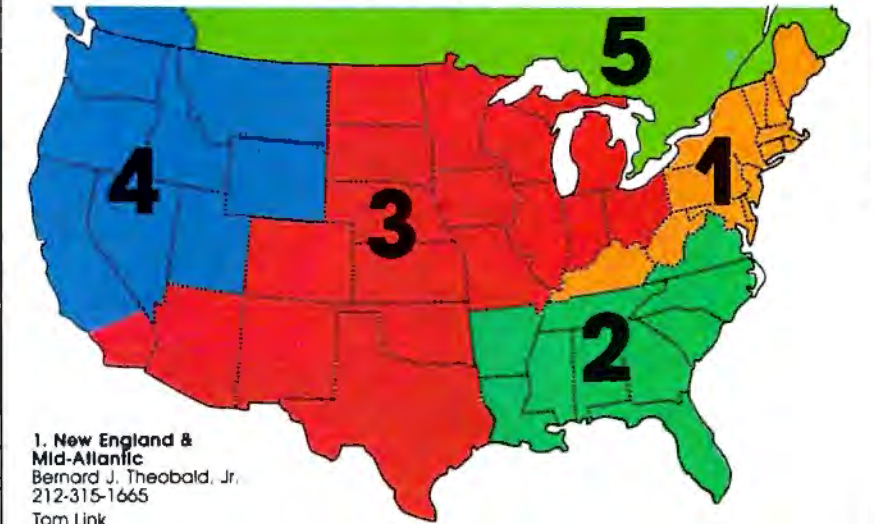 5
1
4
3
2
1. New England &
Mid-Atlantic
Bernard J. Theobald, Jr.
212-315-1665
Tom Link